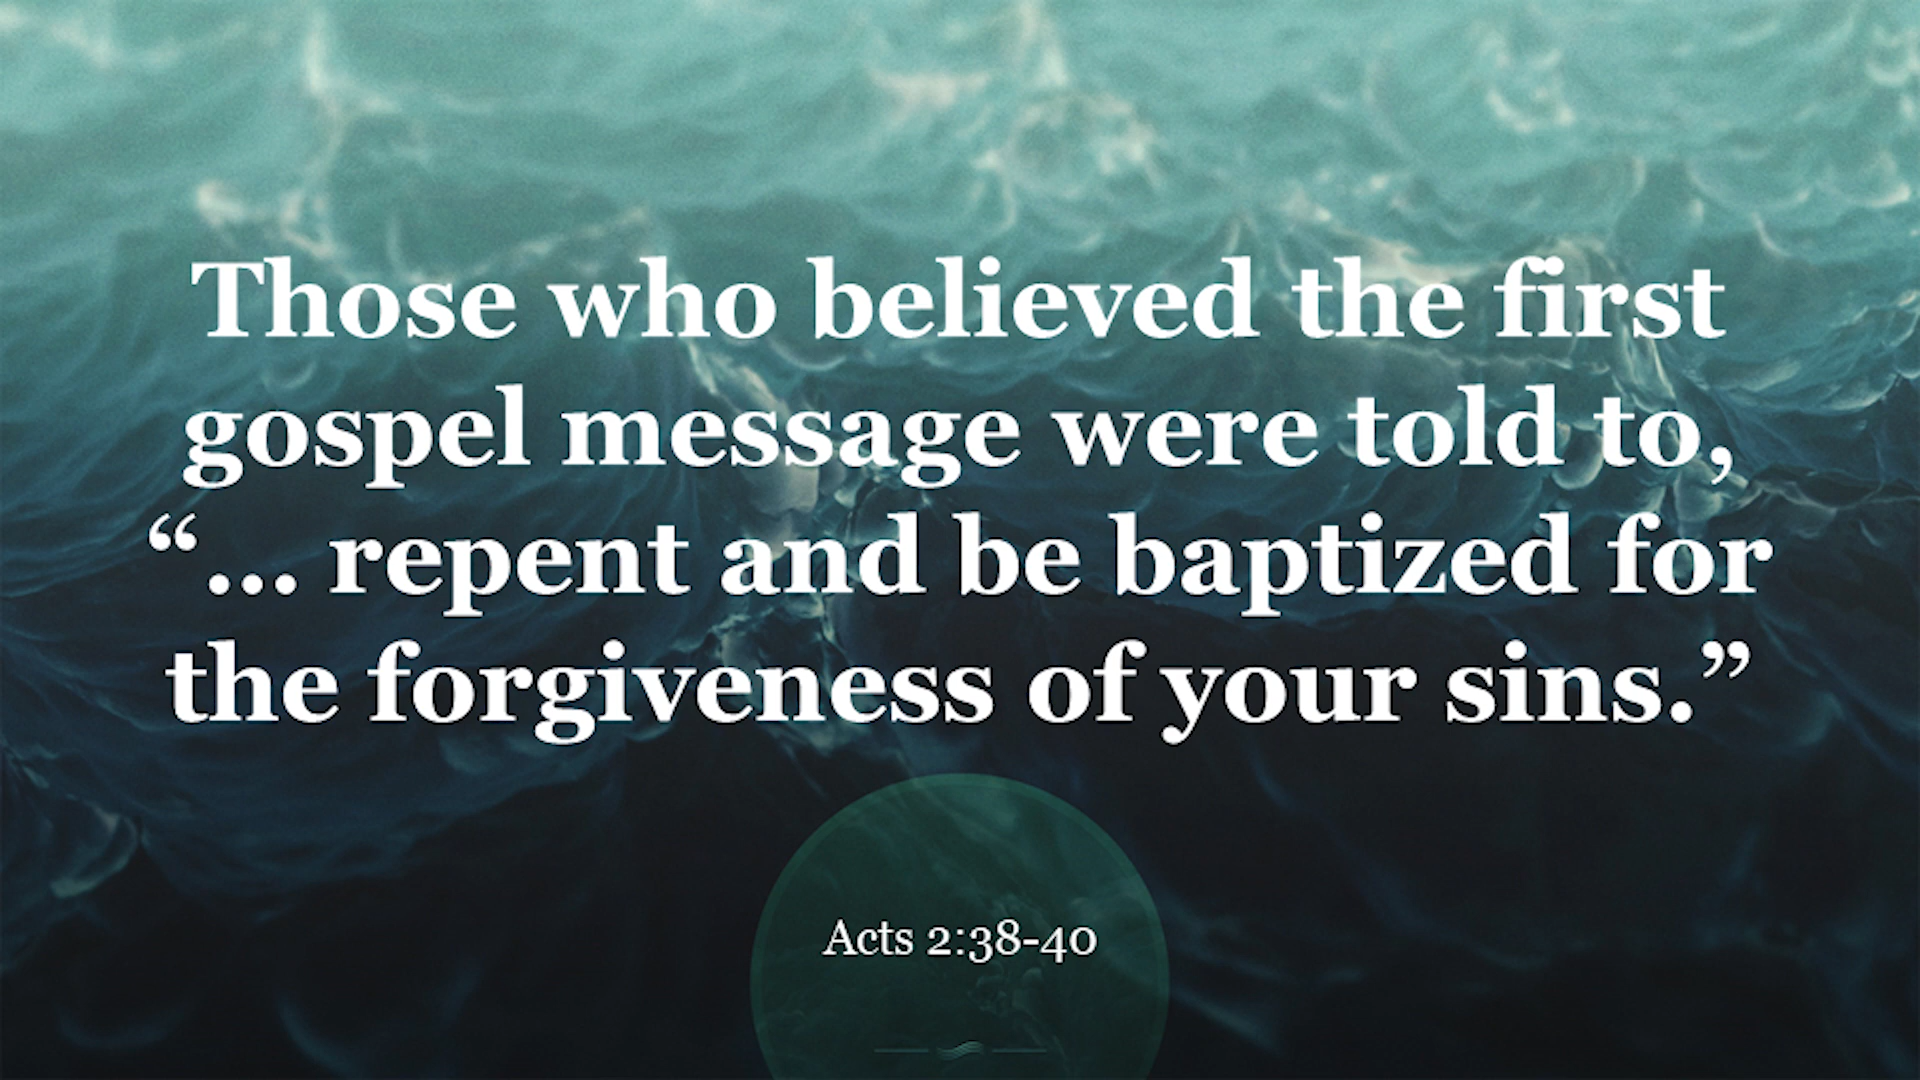 Those who believed the first
gospel message were told to,
“... repent and be baptized for
the forgiveness of your sins.”
Acts 2:38-40